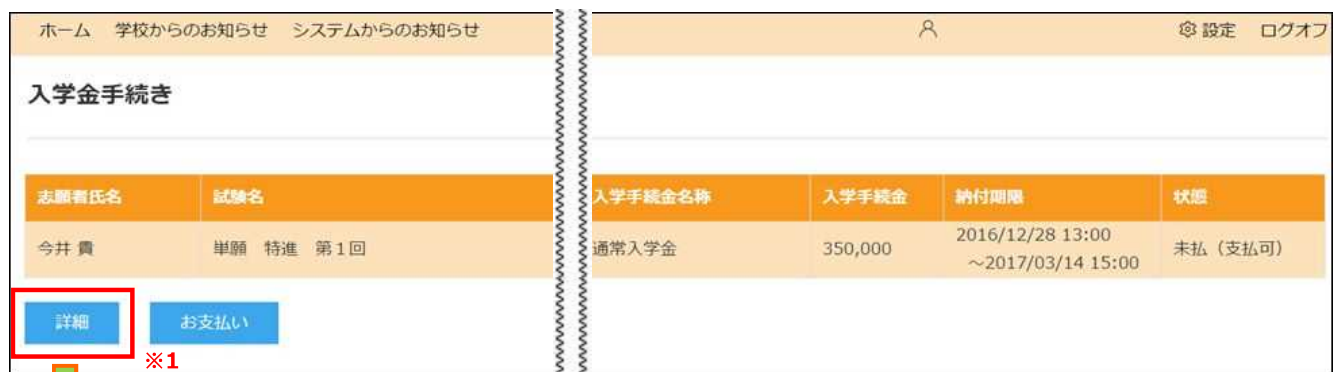 ホーム 学校からのお知らせ システムからのお知らせ 設定 ログオフ
入学金手続き
志願者氏名 試験名 入学手続金名称 入学手続金 納付期限 状態
今井 貴 単願 特進 第1回 通常入学金 350,000 2016/12/28 13:00 未払（支払可）
～2017/03/14 15:00
詳細 お支払い
※1